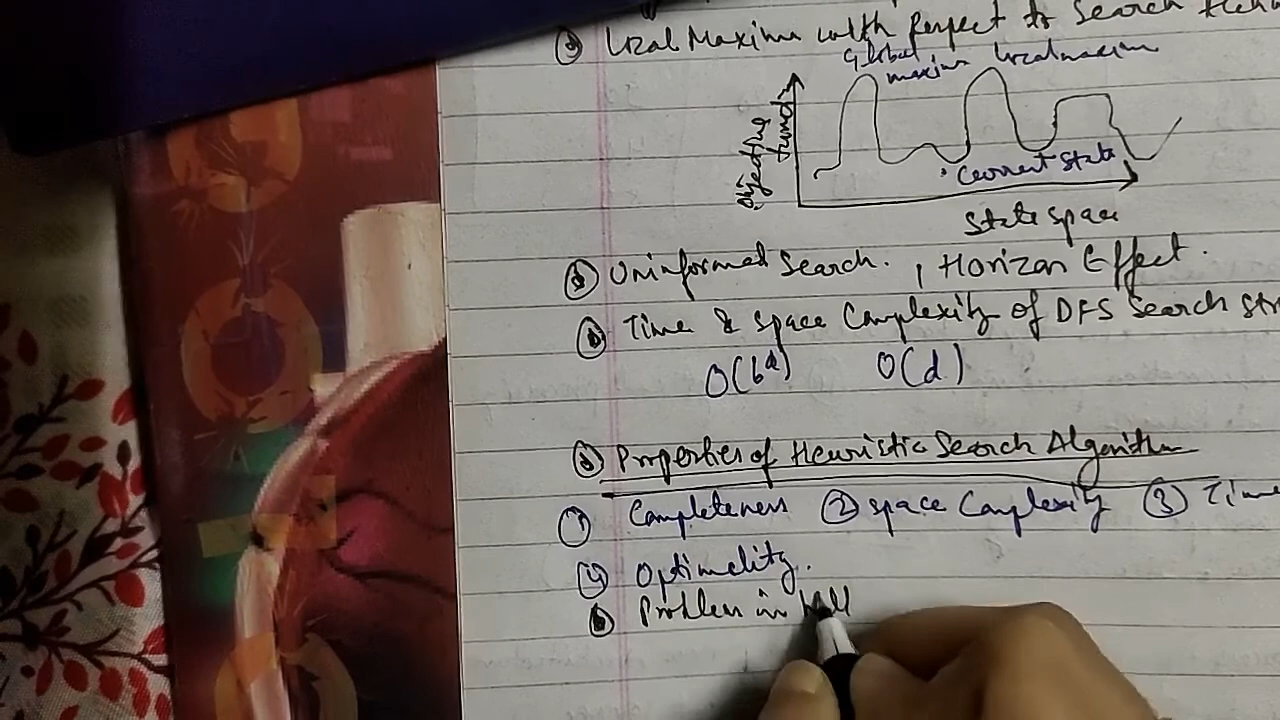 Local Maxima with Respect to Search
Global maxima Local maxima
Objective function
. Current State
State space
Uninformed Search. , Horizon Effect.
Time & Space Complexity of DFS Search Str
O(b^d) O(d)
Properties of Heuristic Search Algorithm
① Completeness ② Space Complexity ③ Time
④ Optimality.
Problem in Hill